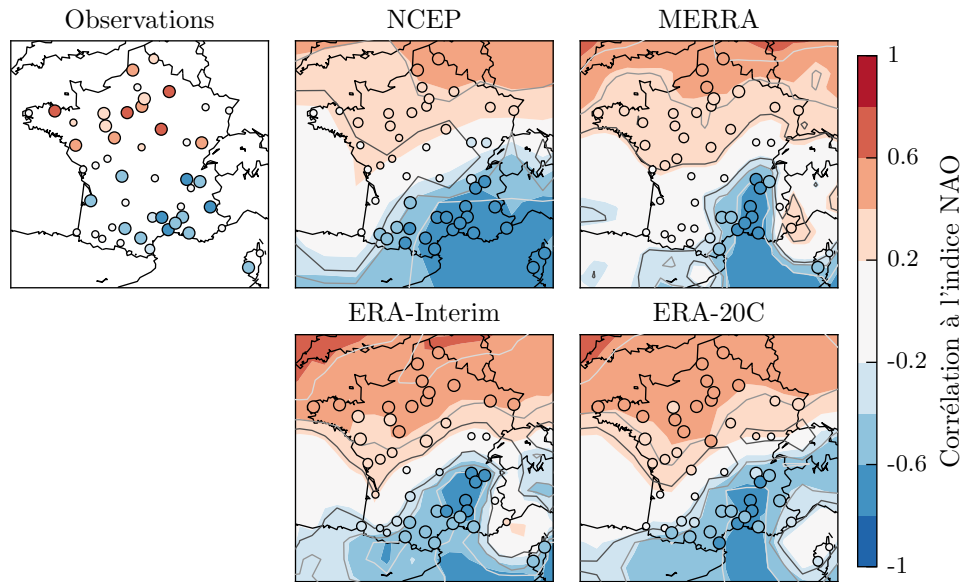 Observations
NCEP
MERRA
ERA-Interim
ERA-20C
1
0.6
0.2
-0.2
-0.6
-1
Corrélation à l'indice NAO